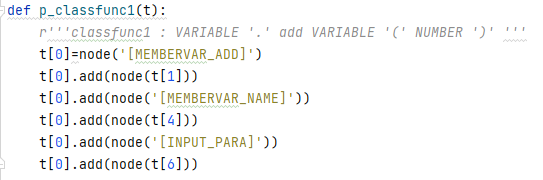 def p_classfunc1(t):
    r'''classfunc1 : VARIABLE '.' add VARIABLE '(' NUMBER ')' '''
    t[0]=node('[MEMBERVAR_ADD]')
    t[0].add(node(t[1]))
    t[0].add(node('[MEMBERVAR_NAME]'))
    t[0].add(node(t[4]))
    t[0].add(node('[INPUT_PARA]'))
    t[0].add(node(t[6]))